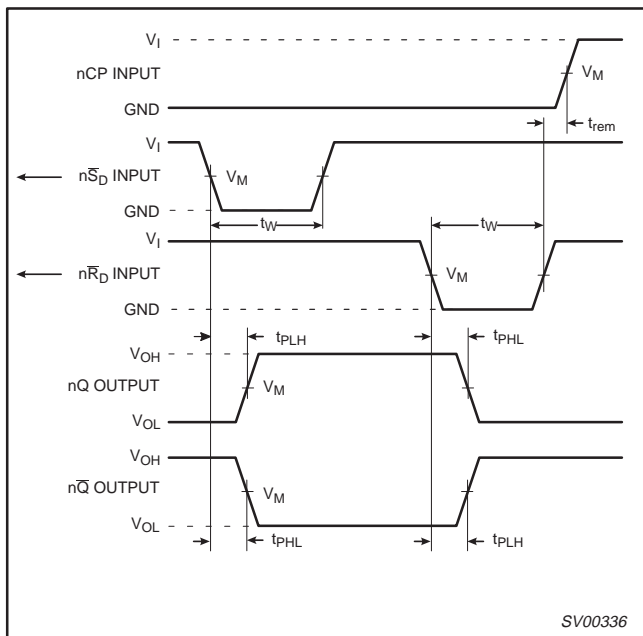 V_I
nCP INPUT
V_M
GND
t_rem
V_I
nS̅_D INPUT
V_M
GND
t_W
V_I
t_W
nR̅_D INPUT
V_M
GND
t_PLH
t_PHL
V_OH
nQ OUTPUT
V_M
V_OL
V_OH
nQ̅ OUTPUT
V_M
V_OL
t_PHL
t_PLH
SV00336